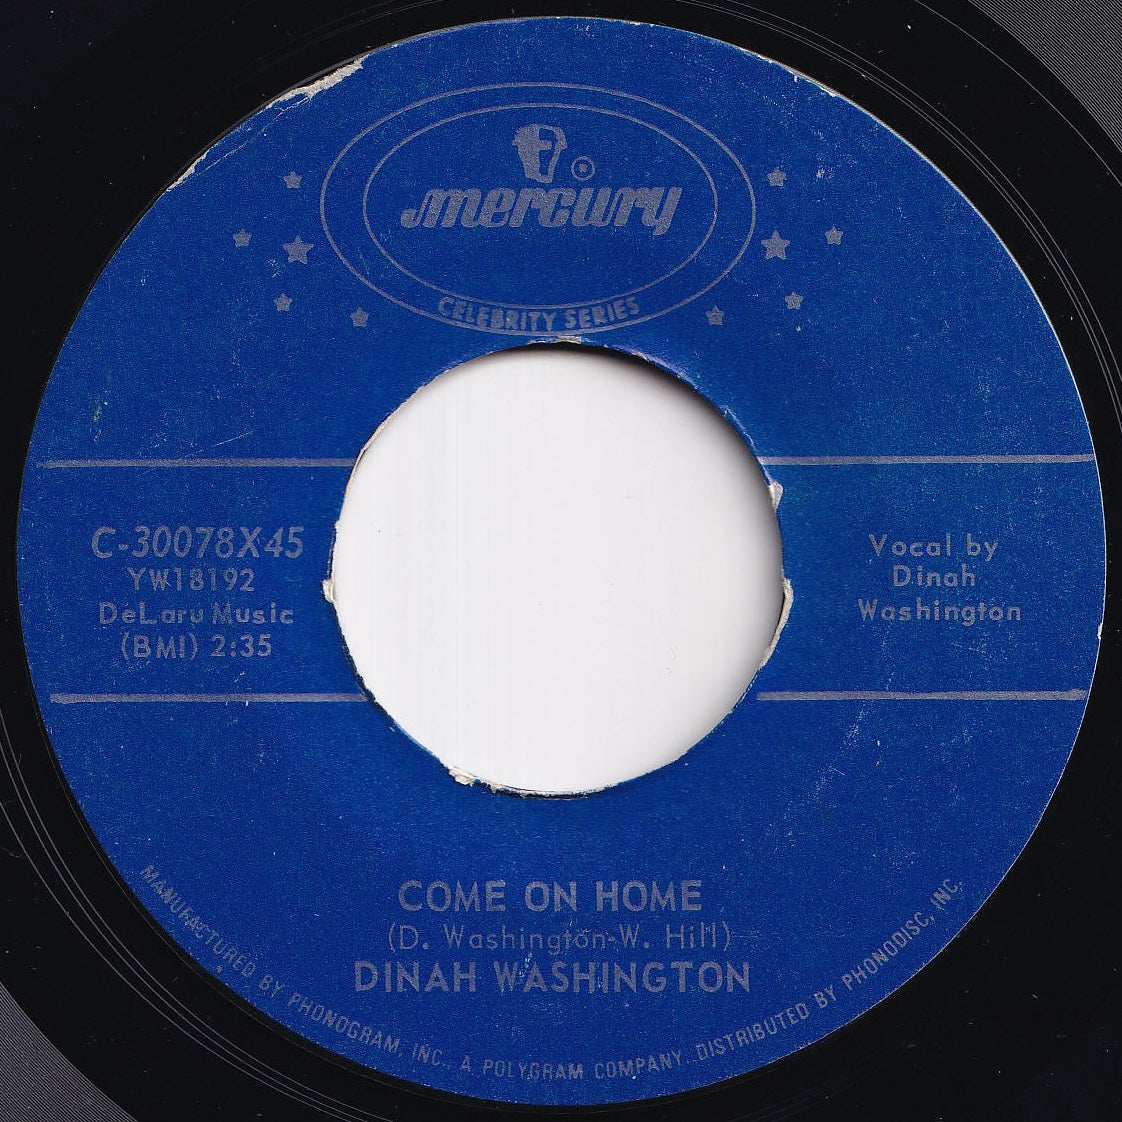 ®
mercury
CELEBRITY SERIES
C-30078X45
YW18192
DeLaru Music
(BMI) 2:35
Vocal by
Dinah
Washington
COME ON HOME
(D. Washington-W. Hill)
DINAH WASHINGTON
MANUFACTURED BY PHONOGRAM, INC., A POLYGRAM COMPANY. DISTRIBUTED BY PHONODISC, INC.